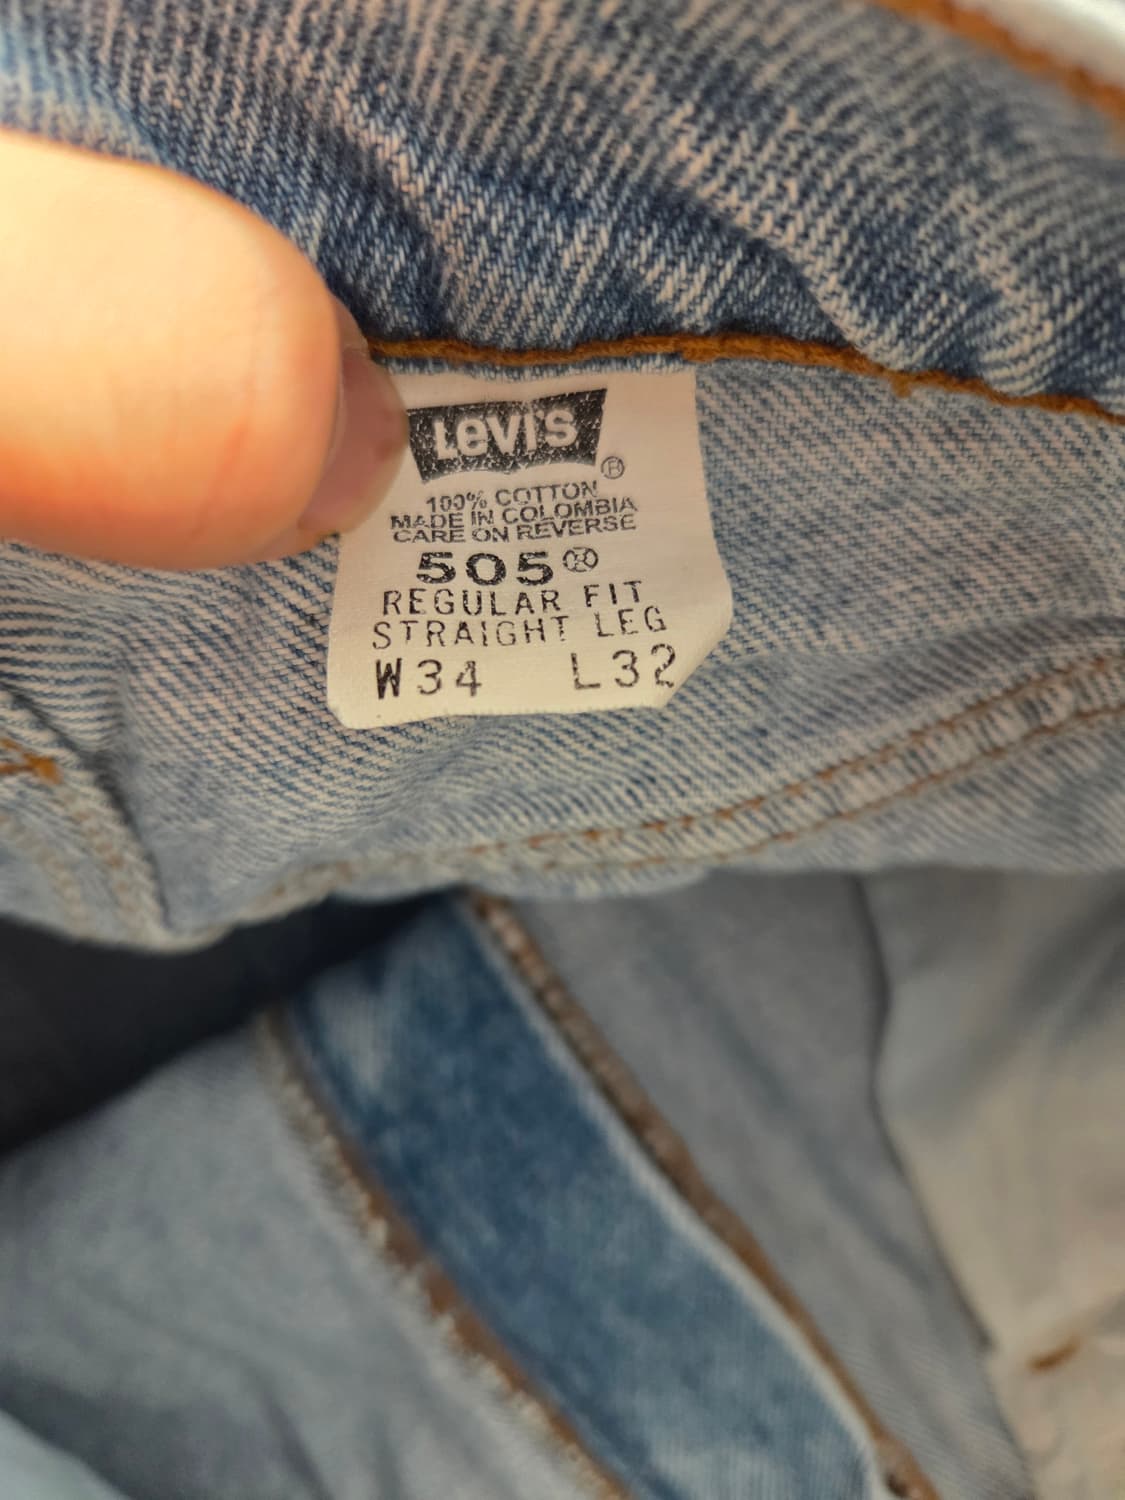 Levi's ®
100% COTTON
MADE IN COLOMBIA
CARE ON REVERSE
505®
REGULAR FIT
STRAIGHT LEG
W34 L32